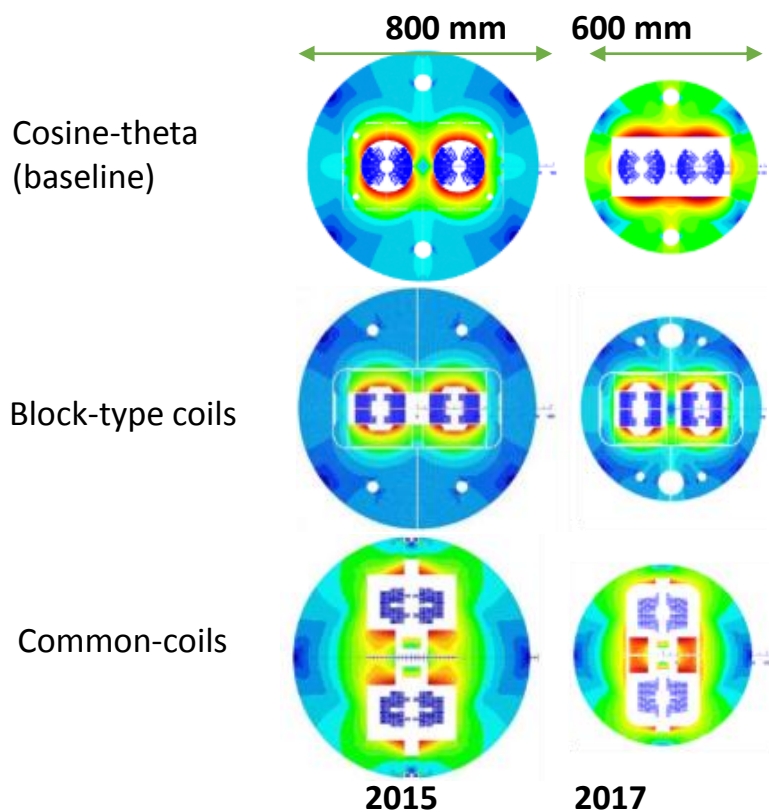 800 mm 600 mm
Cosine-theta
(baseline)
Block-type coils
Common-coils
2015 2017